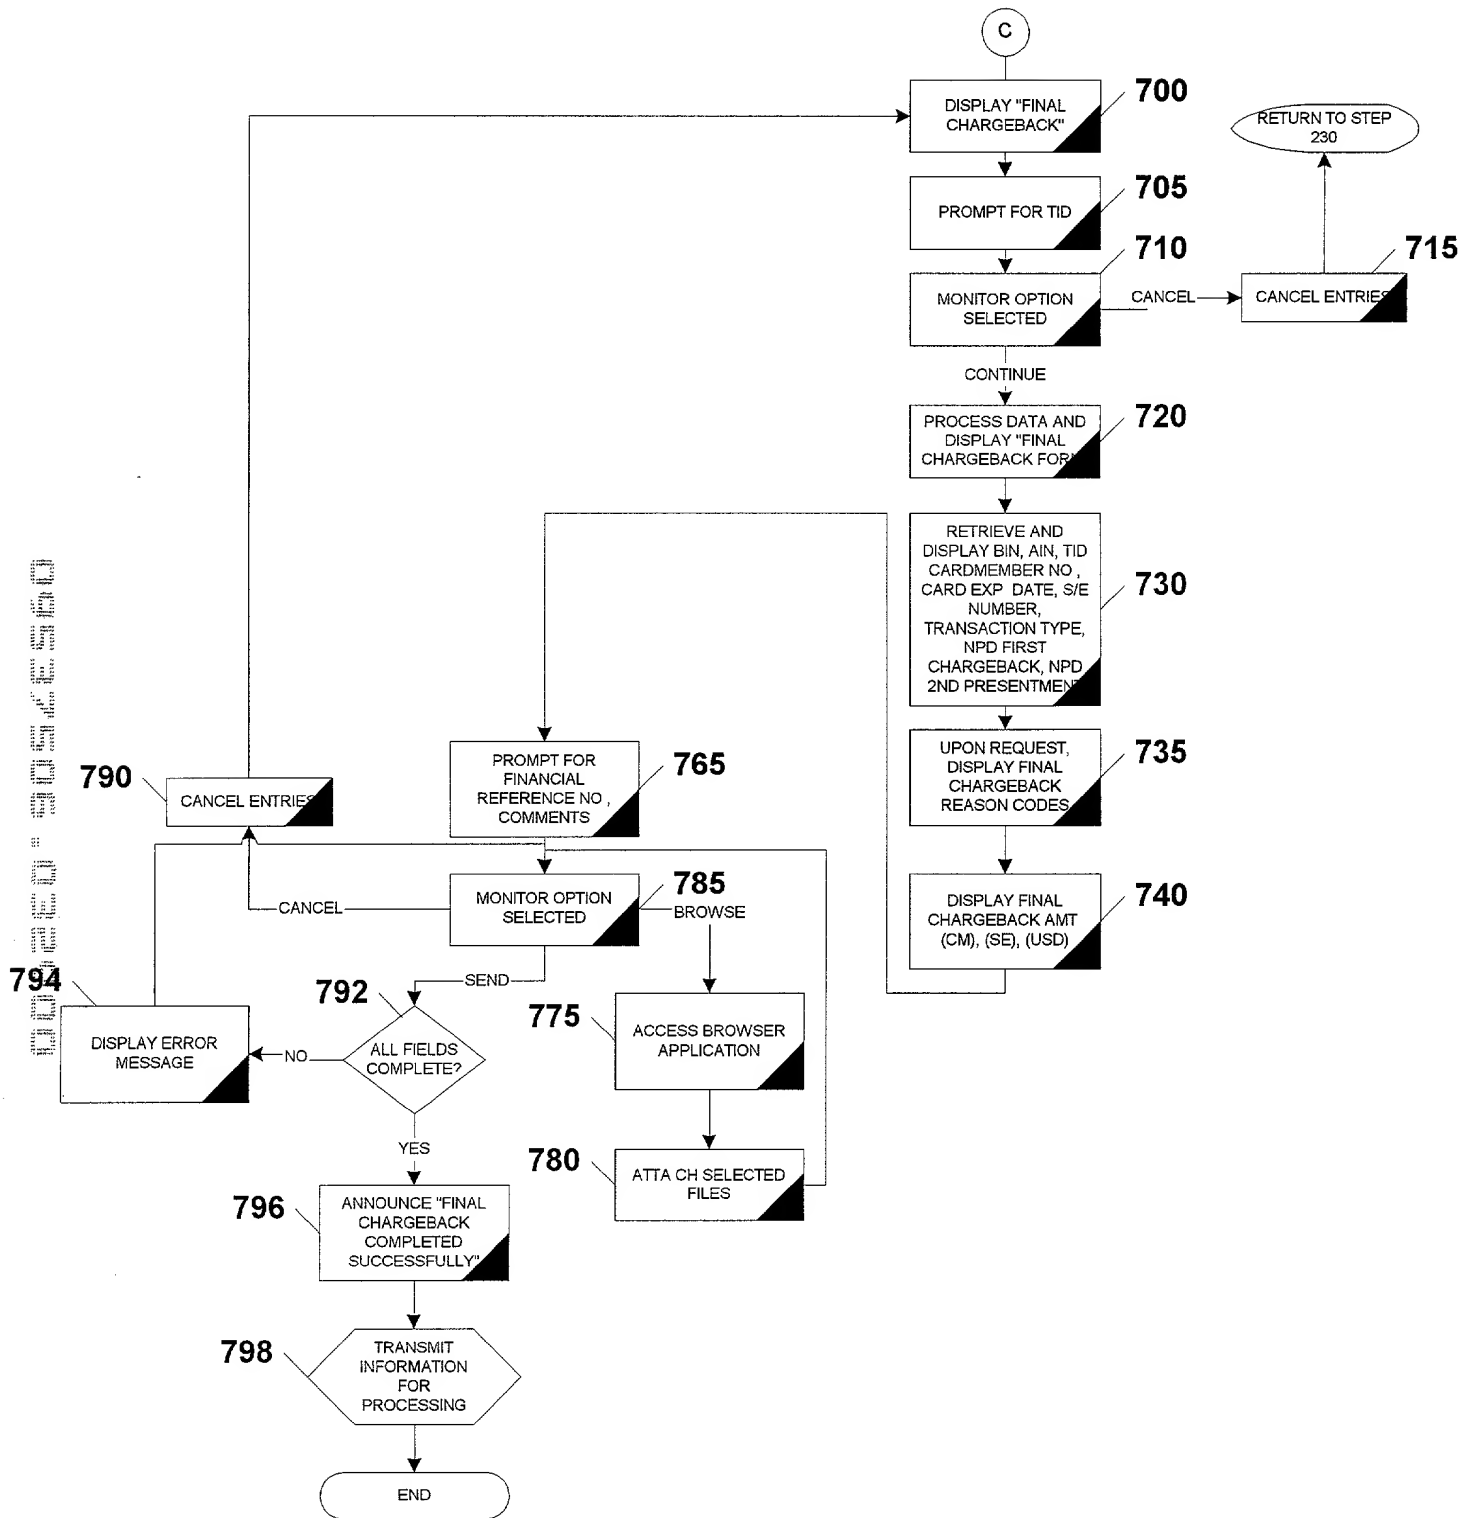 C
DISPLAY "FINAL
CHARGEBACK"
700
RETURN TO STEP
230
PROMPT FOR TID
705
MONITOR OPTION
SELECTED
710
CANCEL
CANCEL ENTRIES
715
CONTINUE
PROCESS DATA AND
DISPLAY "FINAL
CHARGEBACK FOR
720
RETRIEVE AND
DISPLAY BIN, AIN, TID
CARDMEMBER NO ,
CARD EXP DATE, S/E
NUMBER,
TRANSACTION TYPE,
NPD FIRST
CHARGEBACK, NPD
2ND PRESENTMENT
730
UPON REQUEST,
DISPLAY FINAL
CHARGEBACK
REASON CODES
735
DISPLAY FINAL
CHARGEBACK AMT
(CM), (SE), (USD)
740
PROMPT FOR
FINANCIAL
REFERENCE NO ,
COMMENTS
765
790
CANCEL ENTRIES
MONITOR OPTION
SELECTED
785
CANCEL
BROWSE
SEND
794
DISPLAY ERROR
MESSAGE
792
ALL FIELDS
COMPLETE?
NO
YES
775
ACCESS BROWSER
APPLICATION
780
ATTA CH SELECTED
FILES
796
ANNOUNCE "FINAL
CHARGEBACK
COMPLETED
SUCCESSFULLY"
798
TRANSMIT
INFORMATION
FOR
PROCESSING
END